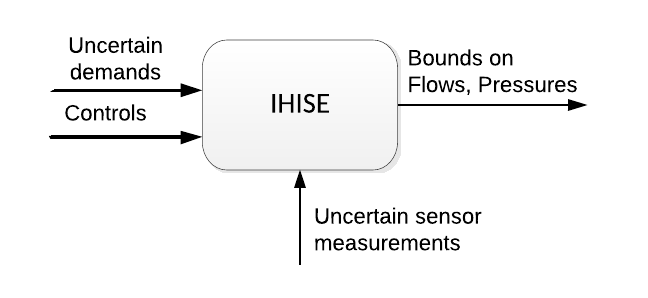 Uncertain
demands
Controls
IHISE
Bounds on
Flows, Pressures
Uncertain sensor
measurements